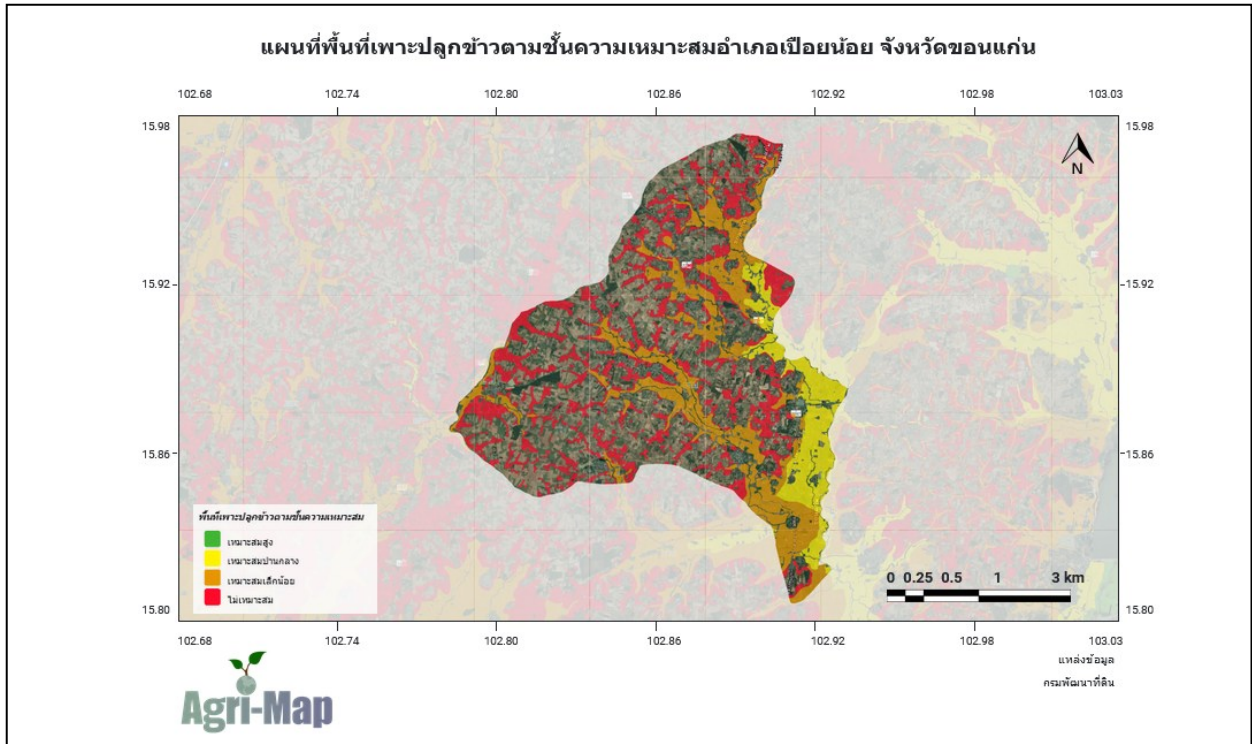 แผนที่พื้นที่เพาะปลูกข้าวตามชั้นความเหมาะสมอำเภอเปือยน้อย จังหวัดขอนแก่น
102.68 102.74 102.80 102.86 102.92 102.98 103.03
15.98 15.98
N
15.92 15.92
15.86 15.86
พื้นที่เพาะปลูกข้าวตามชั้นความเหมาะสม
เหมาะสมสูง
เหมาะสมปานกลาง
เหมาะสมเล็กน้อย
ไม่เหมาะสม
0 0.25 0.5 1 3 km
15.80 15.80
102.68 102.74 102.80 102.86 102.92 102.98 103.03
แหล่งข้อมูล
กรมพัฒนาที่ดิน
Agri-Map